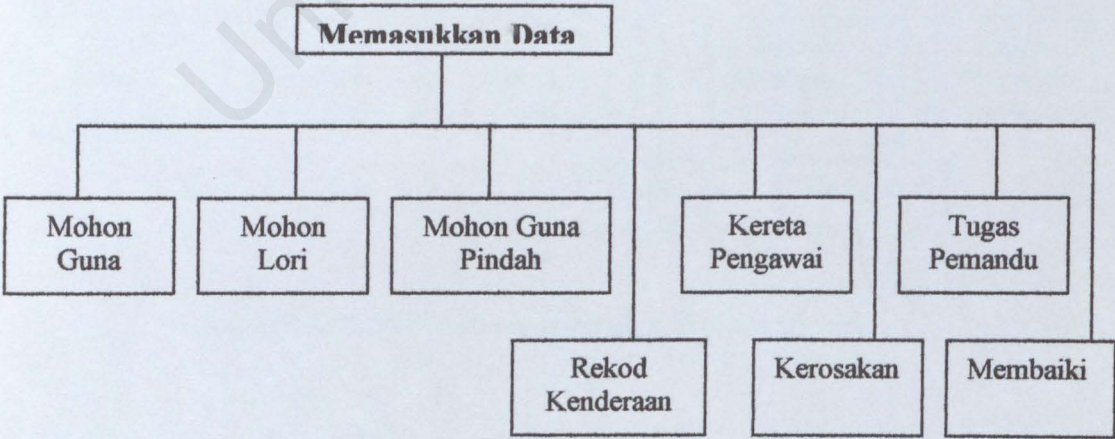 Memasukkan Data
Mohon
Guna
Mohon
Lori
Mohon Guna
Pindah
Kereta
Pengawai
Tugas
Pemandu
Rekod
Kenderaan
Kerosakan
Membaiki